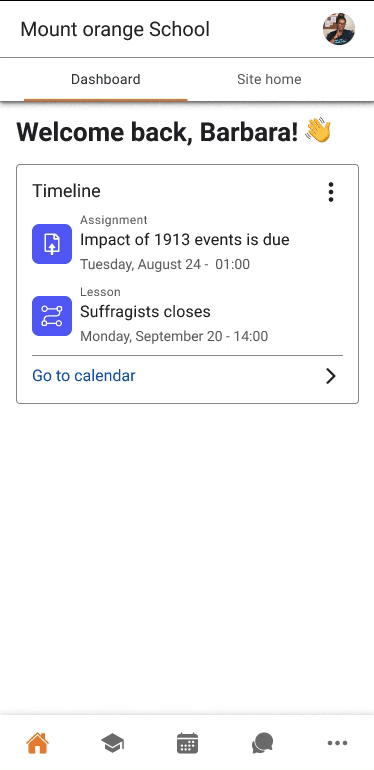 Mount orange School
Dashboard
Site home
Welcome back, Barbara! 👋
Timeline
Assignment
Impact of 1913 events is due
Tuesday, August 24 - 01:00
Lesson
Suffragists closes
Monday, September 20 - 14:00
Go to calendar